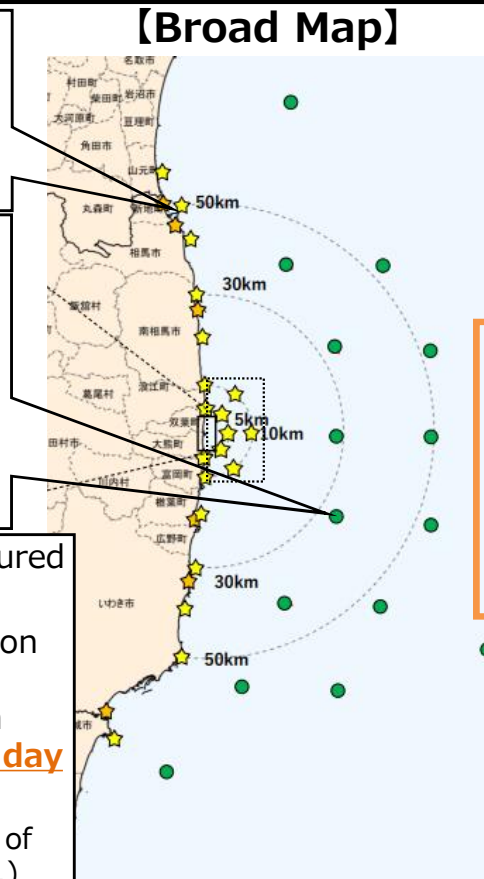 【Broad Map】
名取市
村田町
柴田町
岩沼市
大河原町
亘理町
角田市
山元町
丸森町
新地町
50km
相馬市
30km
飯舘村
南相馬市
浪江町
葛尾村
双葉町
5km
10km
田村市
大熊町
川内村
富岡町
楢葉町
広野町
30km
いわき市
50km
城市
ured
on
day
of
)